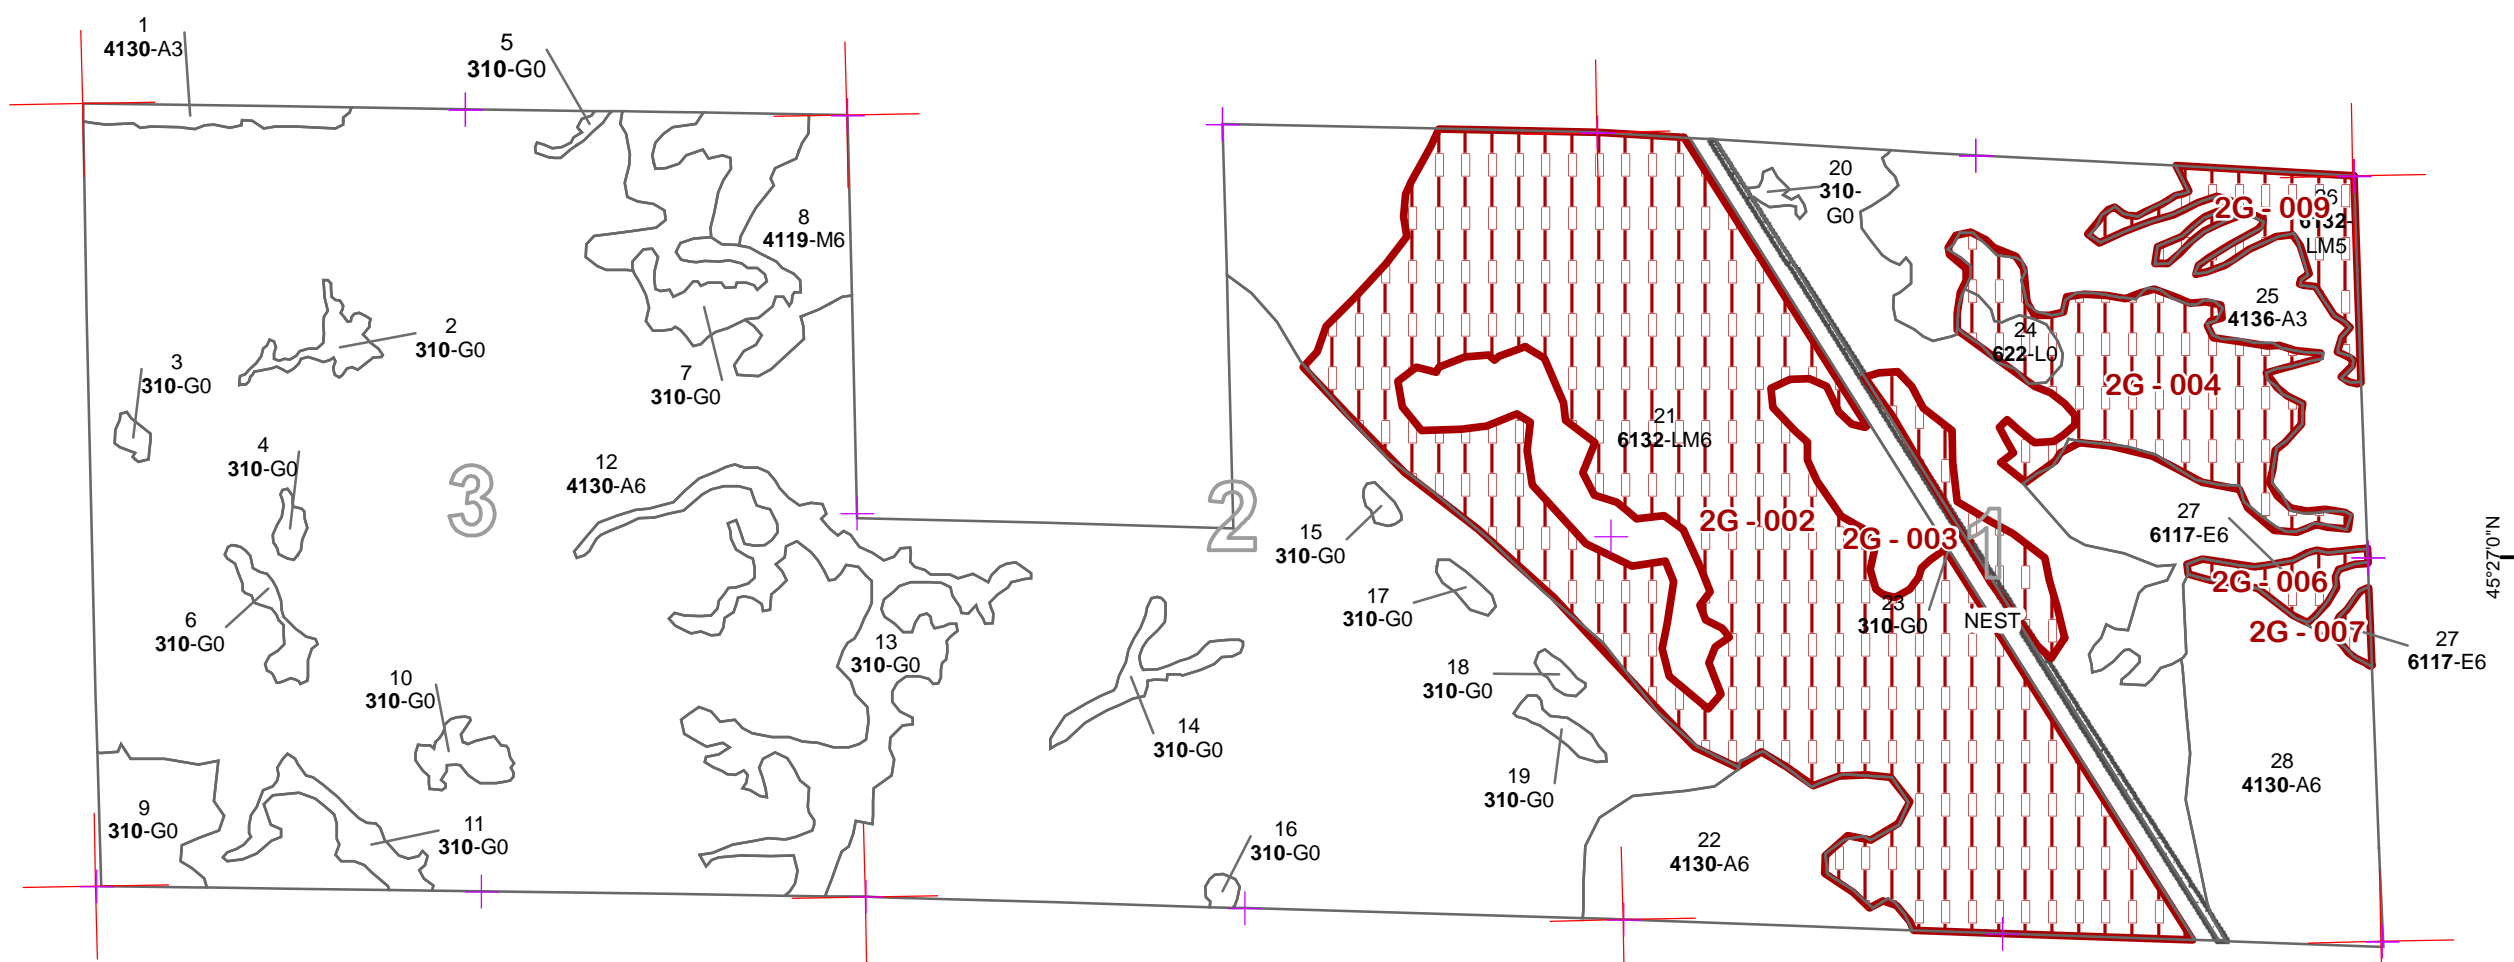 1
4130-A3
5
310-G0
20
310-
G0
26
6132-
LM5
2G - 009
8
4119-M6
25
4136-A3
2
310-G0
24
622-L0
3
310-G0
7
310-G0
2G - 004
21
6132-LM6
4
310-G0
12
4130-A6
3
2
1
2G - 002
2G - 003
15
310-G0
27
6117-E6
45°27'0"N
2G - 006
17
310-G0
6
310-G0
23
310-G0
NEST
2G - 007
27
6117-E6
13
310-G0
18
310-G0
10
310-G0
14
310-G0
19
310-G0
28
4130-A6
9
310-G0
11
310-G0
16
310-G0
22
4130-A6